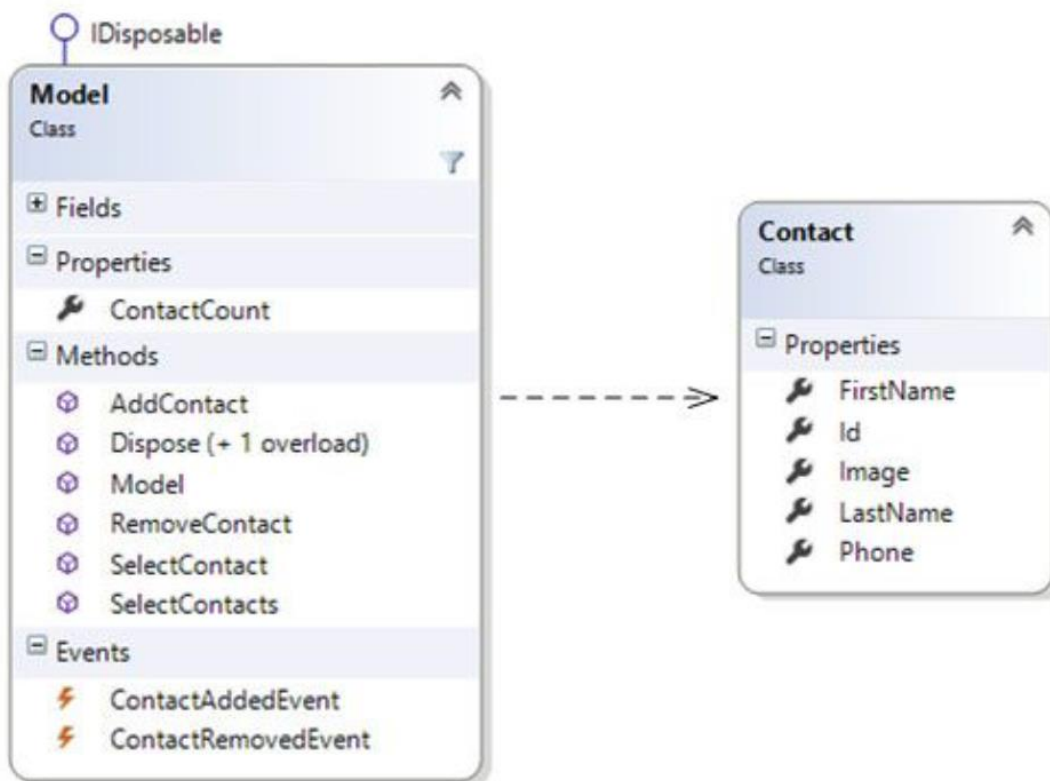 IDisposable
Model
Class
Fields
Properties
ContactCount
Methods
AddContact
Dispose (+ 1 overload)
Model
RemoveContact
SelectContact
SelectContacts
Events
ContactAddedEvent
ContactRemovedEvent
Contact
Class
Properties
FirstName
Id
Image
LastName
Phone